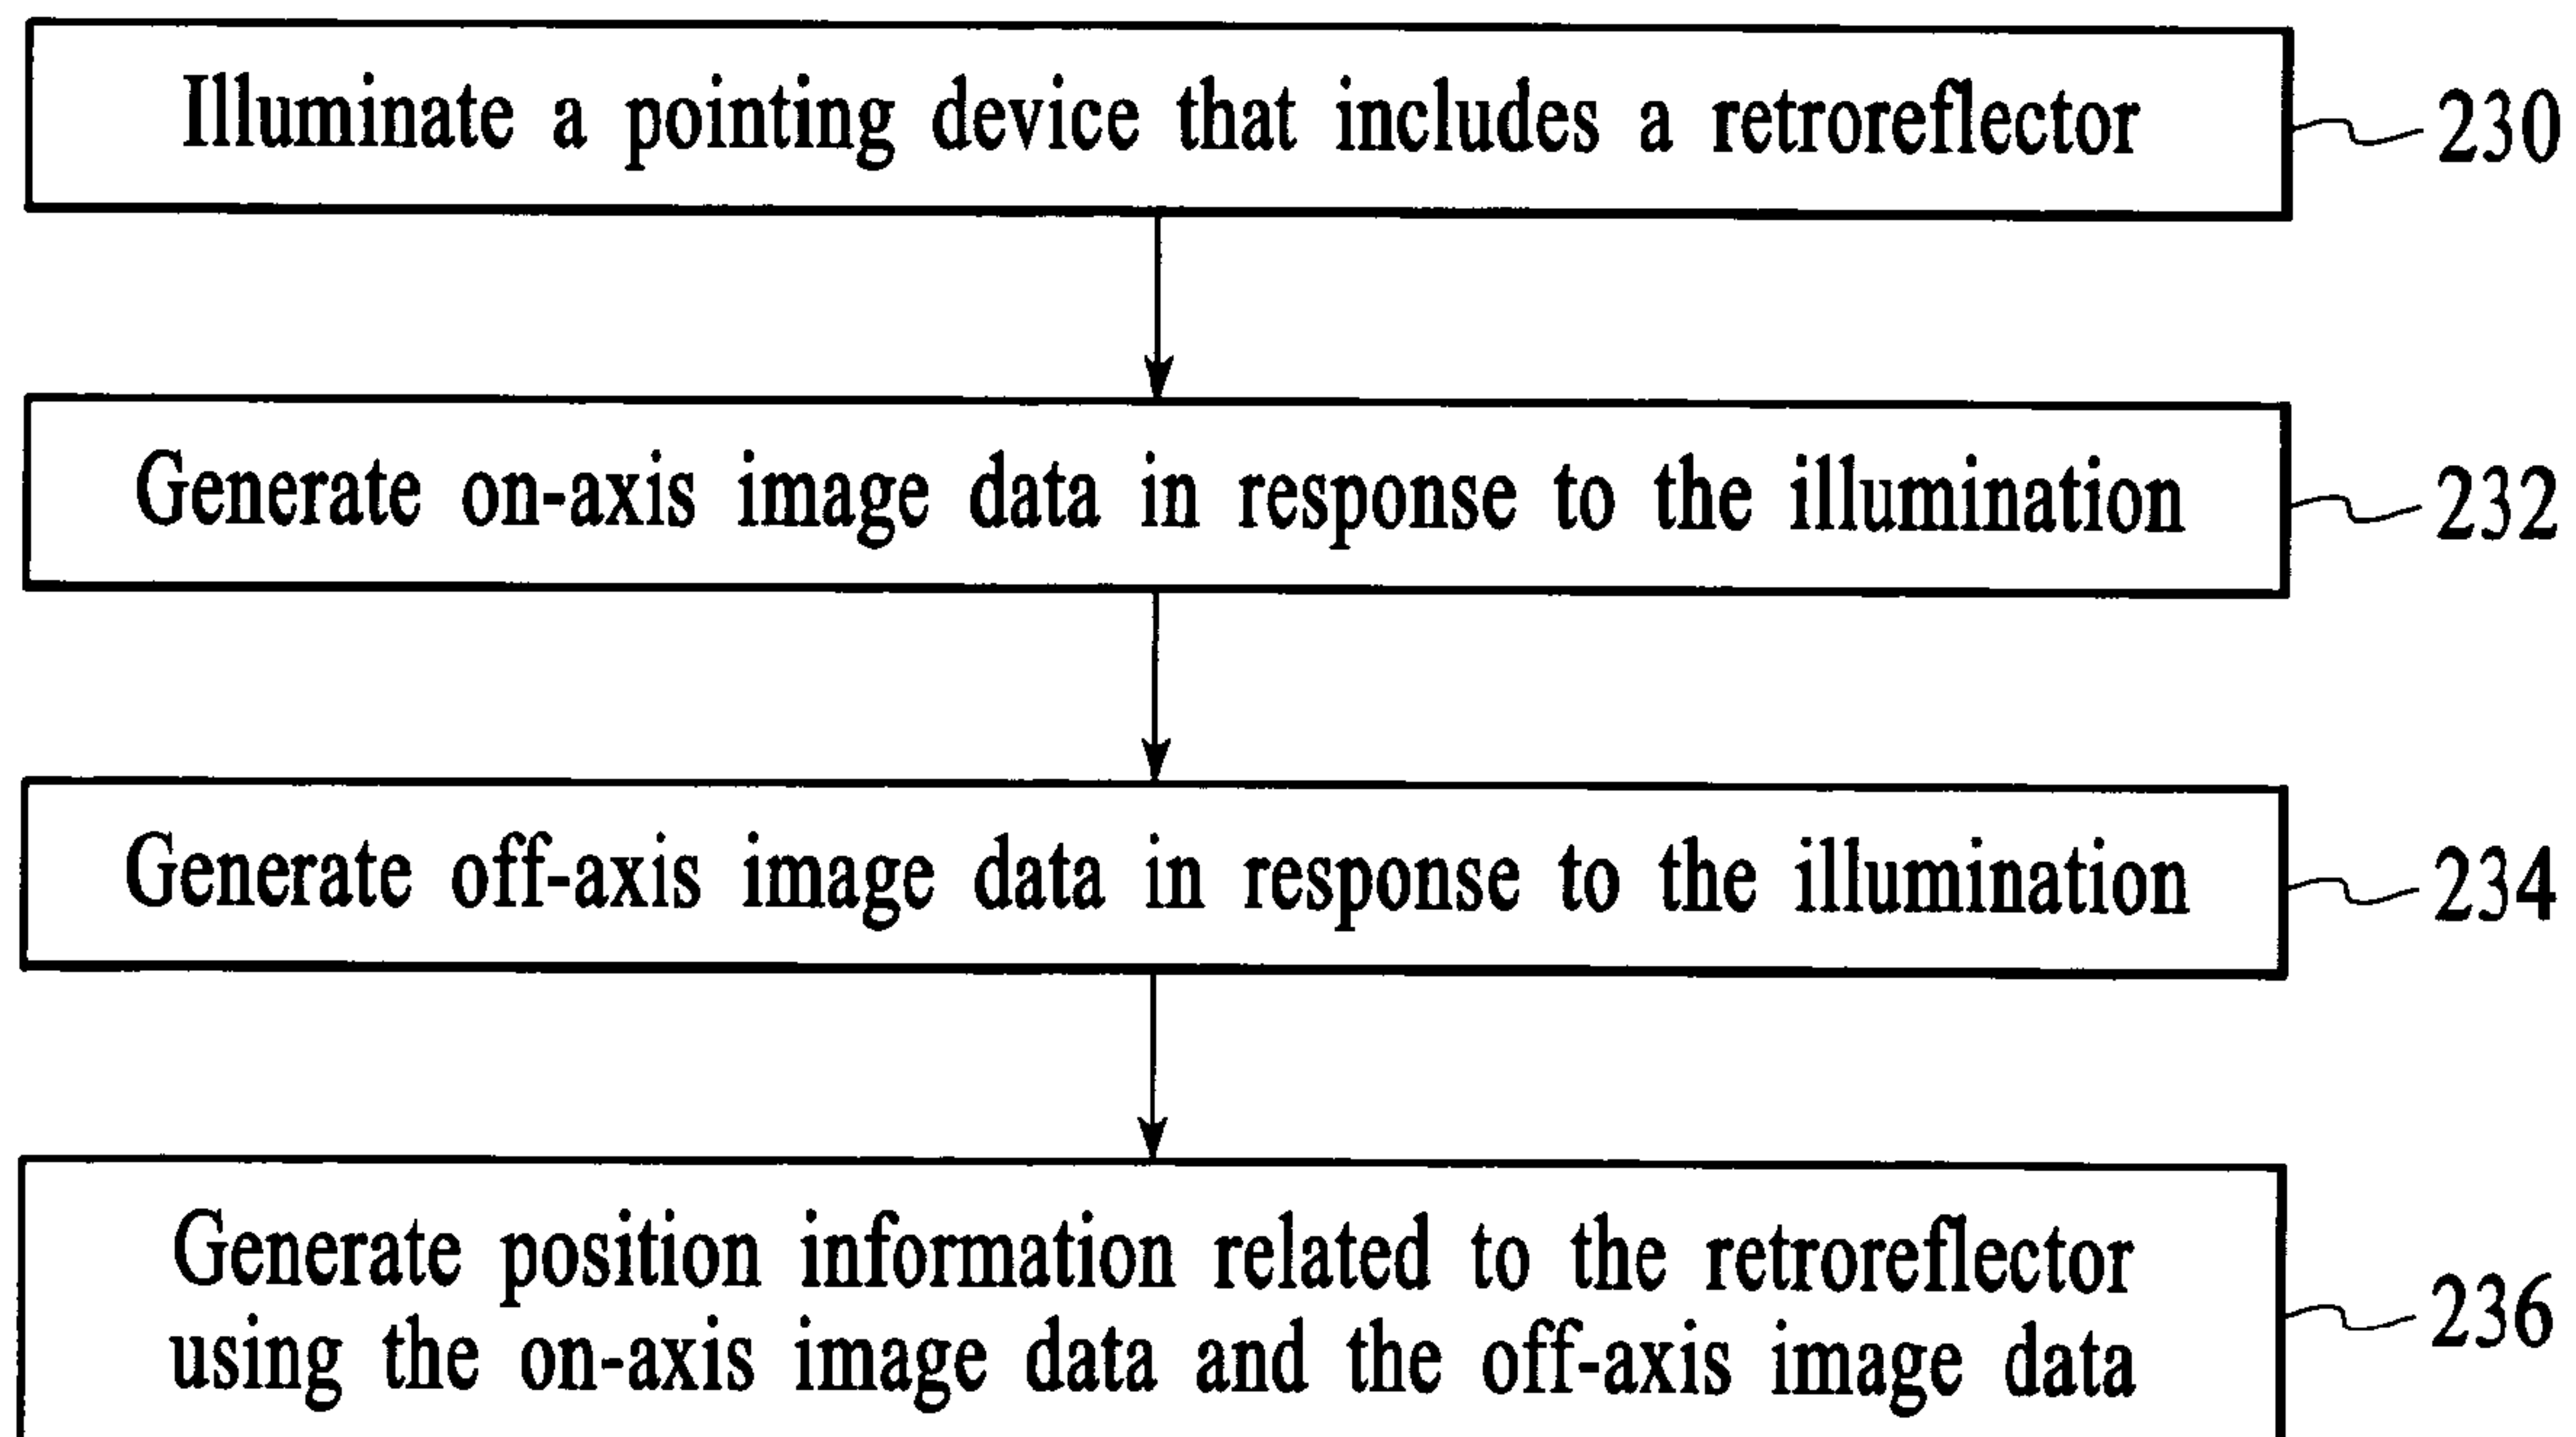 Illuminate a pointing device that includes a retroreflector
230
Generate on-axis image data in response to the illumination
232
Generate off-axis image data in response to the illumination
234
Generate position information related to the retroreflector
using the on-axis image data and the off-axis image data
236